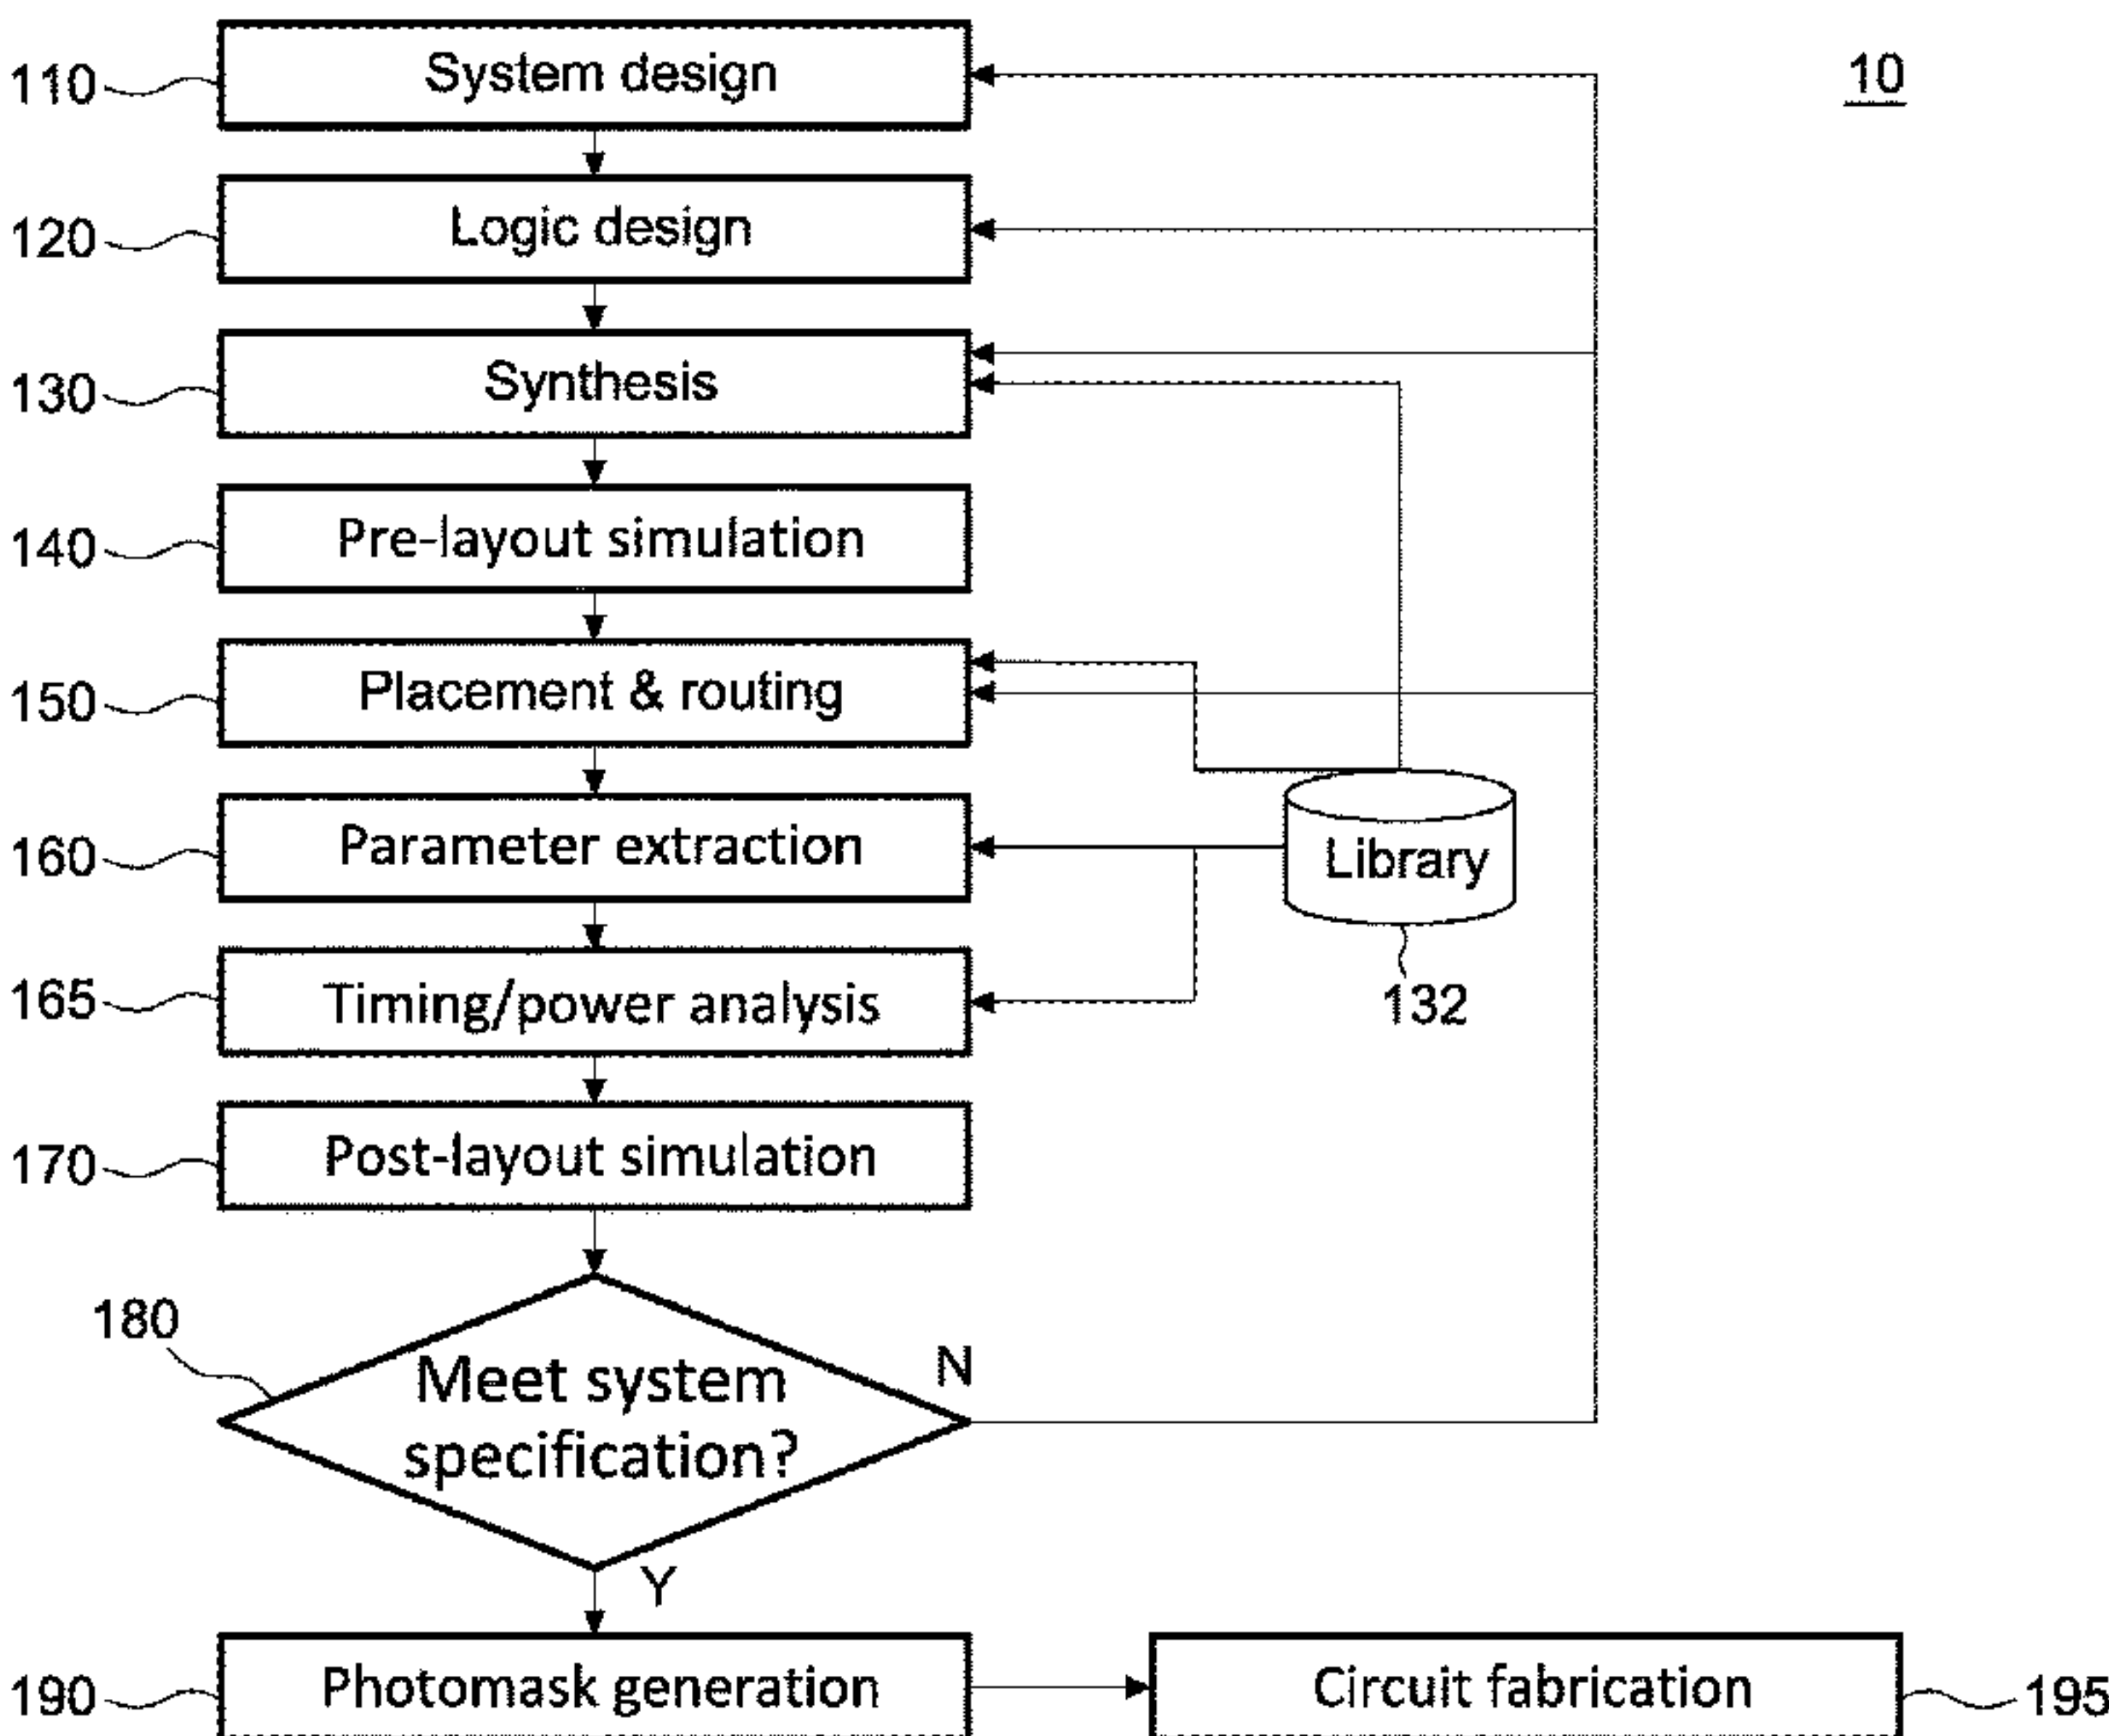 10
110 System design
120 Logic design
130 Synthesis
140 Pre-layout simulation
150 Placement & routing
160 Parameter extraction
Library
132
165 Timing/power analysis
170 Post-layout simulation
180
Meet system
specification?
N
Y
190 Photomask generation
Circuit fabrication 195